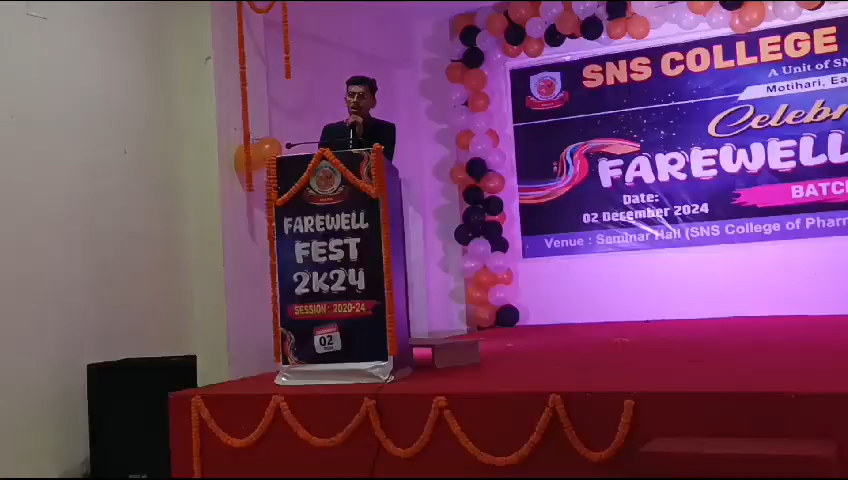 FAREWELL
FEST
2K24
SESSION: 2020-24
02
SNS COLLEGE
A Unit of SN
Motihari, Ea
Celebr
FAREWELL
Date:
02 December 2024
BATCH
Venue : Seminar Hall (SNS College of Pharm